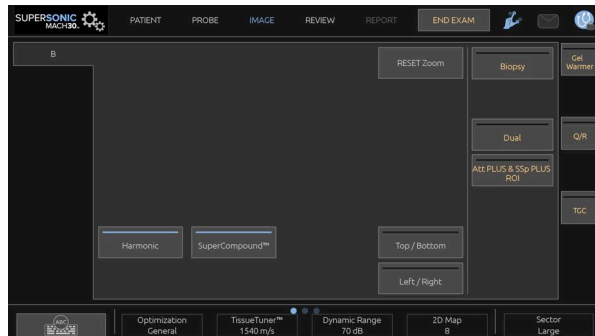 SUPERSONIC
MACH30
PATIENT
PROBE
IMAGE
REVIEW
REPORT
END EXAM
B
RESET Zoom
Biopsy
Gel
Warmer
Dual
Q/R
Att PLUS & SSp PLUS
ROI
TGC
Harmonic
SuperCompound™
Top / Bottom
Left / Right
ABC
Optimization
General
TissueTuner™
1540 m/s
Dynamic Range
70 dB
2D Map
8
Sector
Large